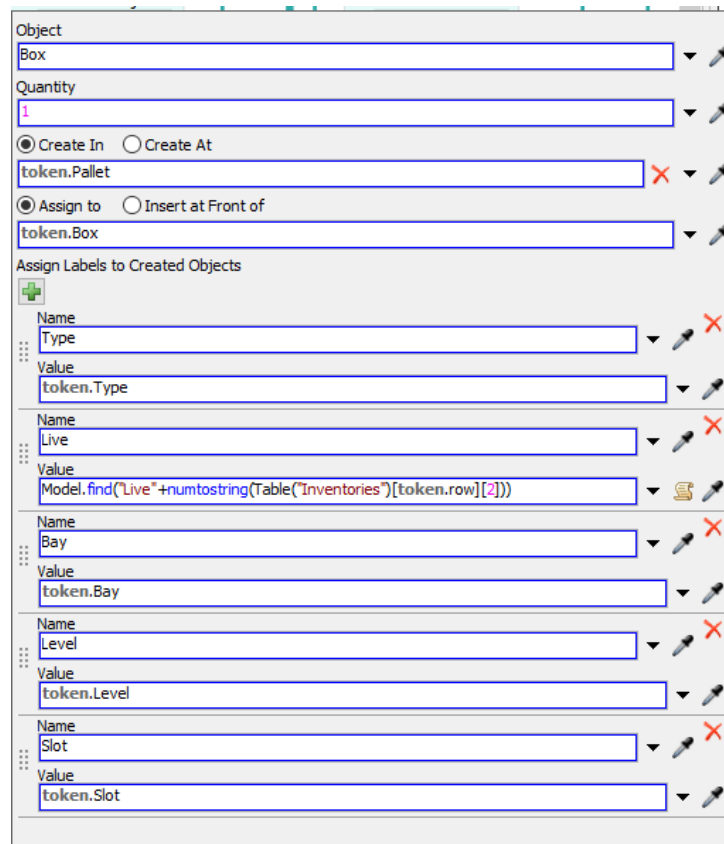 Object
Box
Quantity
1
Create In Create At
token.Pallet
Assign to Insert at Front of
token.Box
Assign Labels to Created Objects
Name
Type
Value
token.Type
Name
Live
Value
Model.find("Live"+numtostring(Table("Inventories")[token.row][2]))
Name
Bay
Value
token.Bay
Name
Level
Value
token.Level
Name
Slot
Value
token.Slot